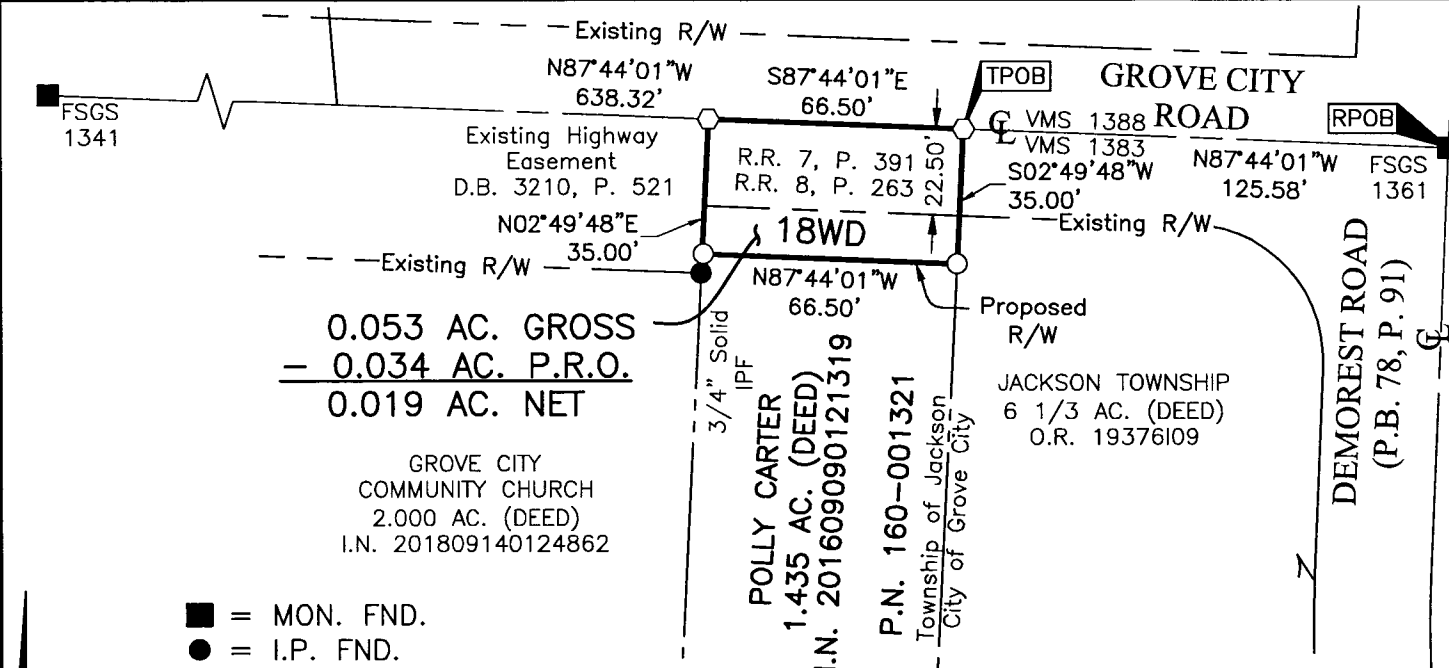 Existing R/W
N87°44'01"W
638.32'
S87°44'01"E
66.50'
TPOB
GROVE CITY
ROAD
RPOB
FSGS
1341
Existing Highway
Easement
D.B. 3210, P. 521
R.R. 7, P. 391
R.R. 8, P. 263
22.50'
CL
VMS 1388
VMS 1383
S02°49'48"W
35.00'
N87°44'01"W
125.58'
FSGS
1361
N02°49'48"E
35.00'
18WD
Existing R/W
Existing R/W
N87°44'01"W
66.50'
Proposed
R/W
0.053 AC. GROSS
- 0.034 AC. P.R.O.
0.019 AC. NET
3/4" Solid
IPF
POLLY CARTER
1.435 AC. (DEED)
I.N. 201609090121319
P.N. 160-001321
Township of Jackson
City of Grove City
JACKSON TOWNSHIP
6 1/3 AC. (DEED)
O.R. 19376I09
DEMOREST ROAD
(P.B. 78, P. 91)
CL
GROVE CITY
COMMUNITY CHURCH
2.000 AC. (DEED)
I.N. 201809140124862
= MON. FND.
= I.P. FND.